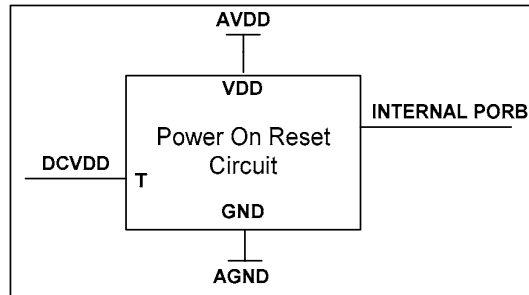 AVDD
VDD
INTERNAL PORB
Power On Reset
Circuit
DCVDD
T
GND
AGND